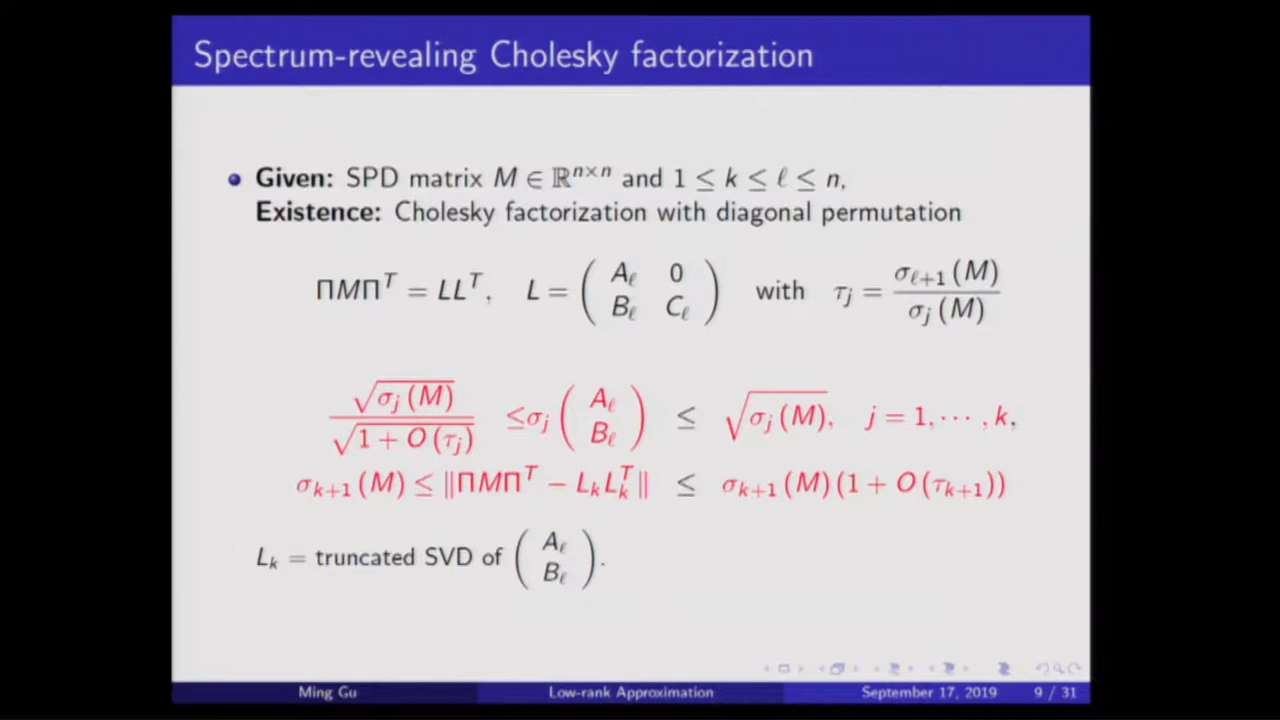 Spectrum-revealing Cholesky factorization
Given: SPD matrix M ∈ ℝⁿˣⁿ and 1 ≤ k ≤ ℓ ≤ n,
Existence: Cholesky factorization with diagonal permutation
ΠMΠ^T = LL^T, L = ( A_ℓ 0 ; B_ℓ C_ℓ ) with τ_j = σ_{ℓ+1}(M) / σ_j(M)
√σ_j(M) / √(1 + O(τ_j)) ≤ σ_j ( A_ℓ ; B_ℓ ) ≤ √σ_j(M), j = 1, ⋯ , k,
σ_{k+1}(M) ≤ ‖ΠMΠ^T − L_k L_k^T‖ ≤ σ_{k+1}(M)(1 + O(τ_{k+1}))
L_k = truncated SVD of ( A_ℓ ; B_ℓ ).
Ming Gu Low-rank Approximation September 17, 2019 9 / 31